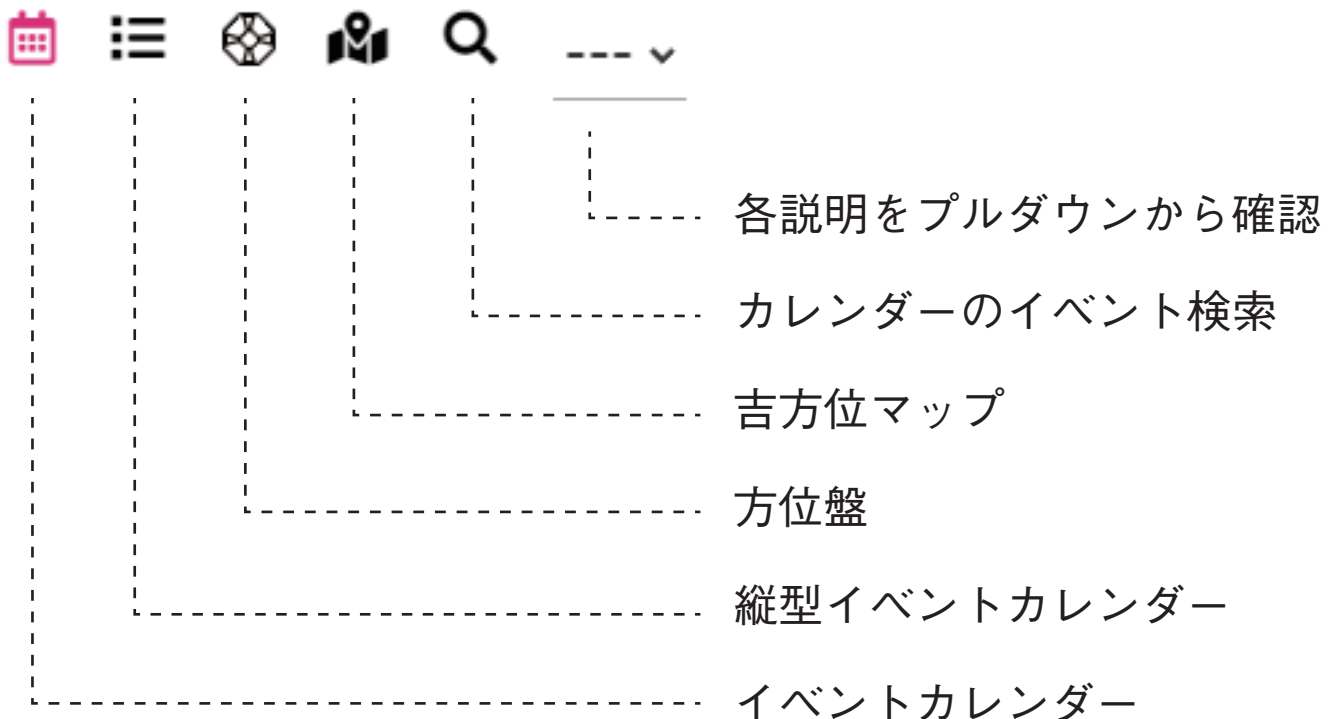 ---
各説明をプルダウンから確認
カレンダーのイベント検索
吉方位マップ
方位盤
縦型イベントカレンダー
イベントカレンダー